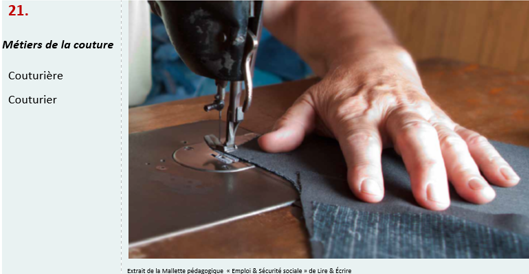 21.
Métiers de la couture
Couturière
Couturier
Extrait de la Mallette pédagogique « Emploi & Sécurité sociale » de Lire & Écrire